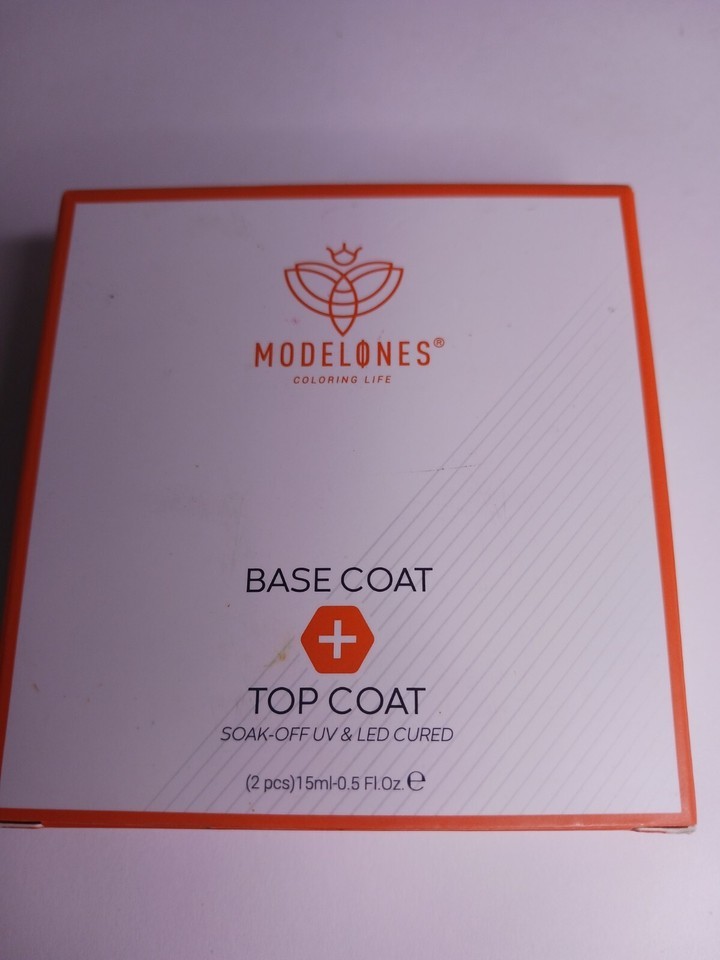 MODELONES®
COLORING LIFE
BASE COAT
+
TOP COAT
SOAK-OFF UV & LED CURED
(2 pcs)15ml-0.5 Fl.Oz. ℮